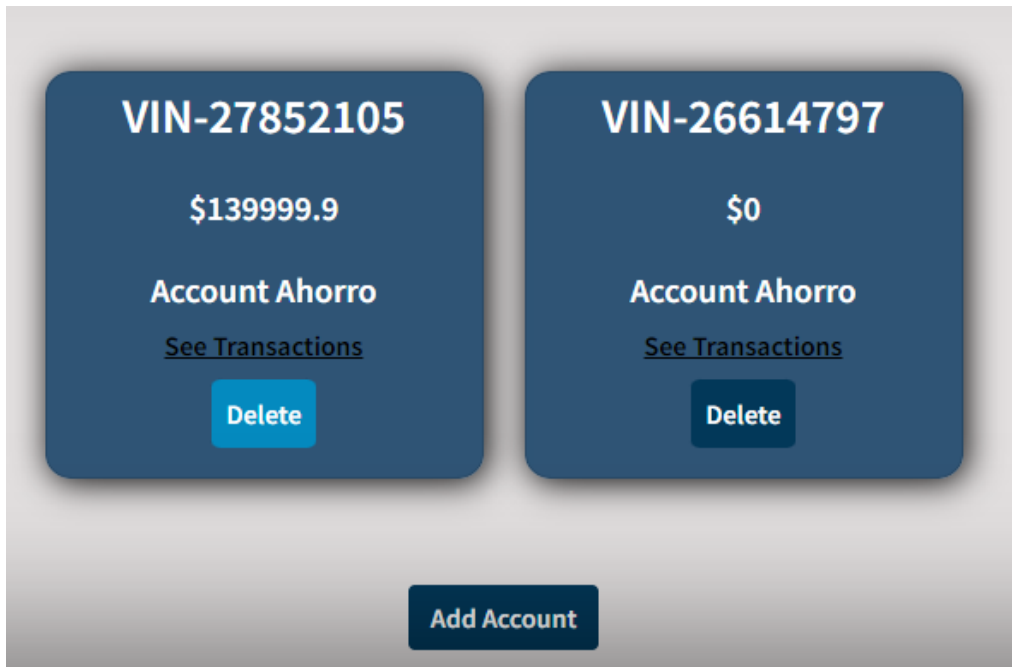 VIN-27852105
$139999.9
Account Ahorro
See Transactions
Delete
VIN-26614797
$0
Account Ahorro
See Transactions
Delete
Add Account